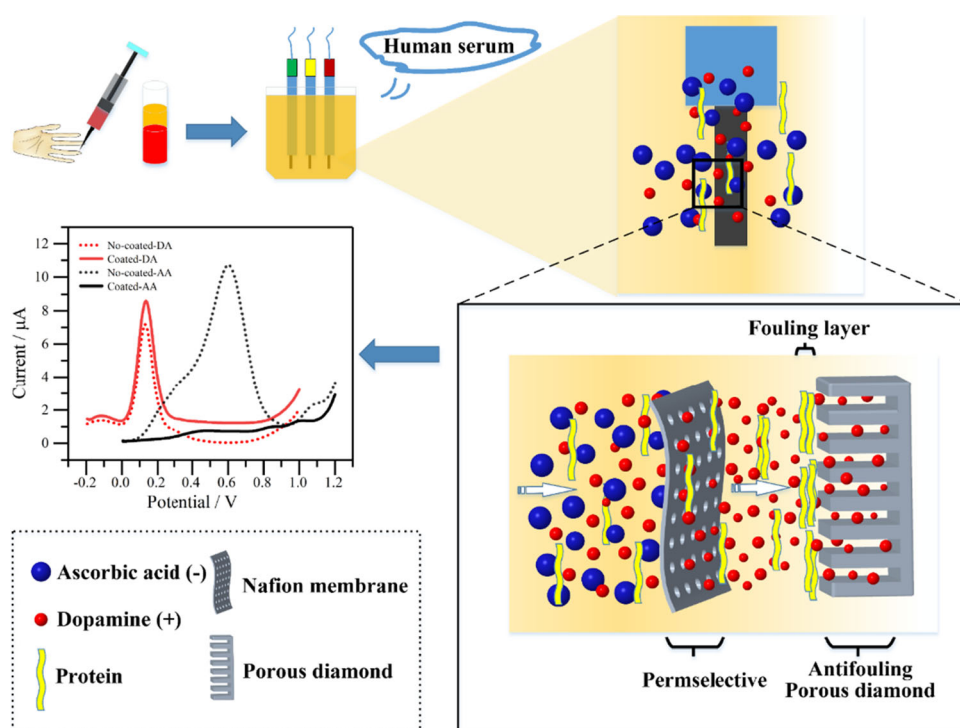 Human serum
No-coated-DA
Coated-DA
No-coated-AA
Coated-AA
12
10
8
6
4
2
0
Current / μA
-0.2
0.0
0.2
0.4
0.6
0.8
1.0
1.2
Potential / V
Fouling layer
Permselective
Antifouling
Porous diamond
Ascorbic acid (-)
Nafion membrane
Dopamine (+)
Protein
Porous diamond